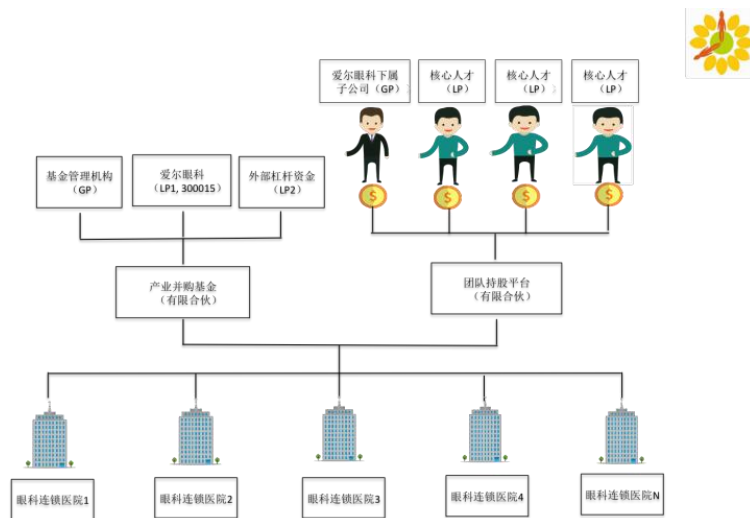 爱尔眼科下属
子公司（GP）
核心人才
（LP）
核心人才
（LP）
核心人才
（LP）
基金管理机构
（GP）
爱尔眼科
（LP1, 300015）
外部杠杆资金
（LP2）
$
$
$
$
产业并购基金
（有限合伙）
团队持股平台
（有限合伙）
眼科连锁医院1
眼科连锁医院2
眼科连锁医院3
眼科连锁医院4
眼科连锁医院N